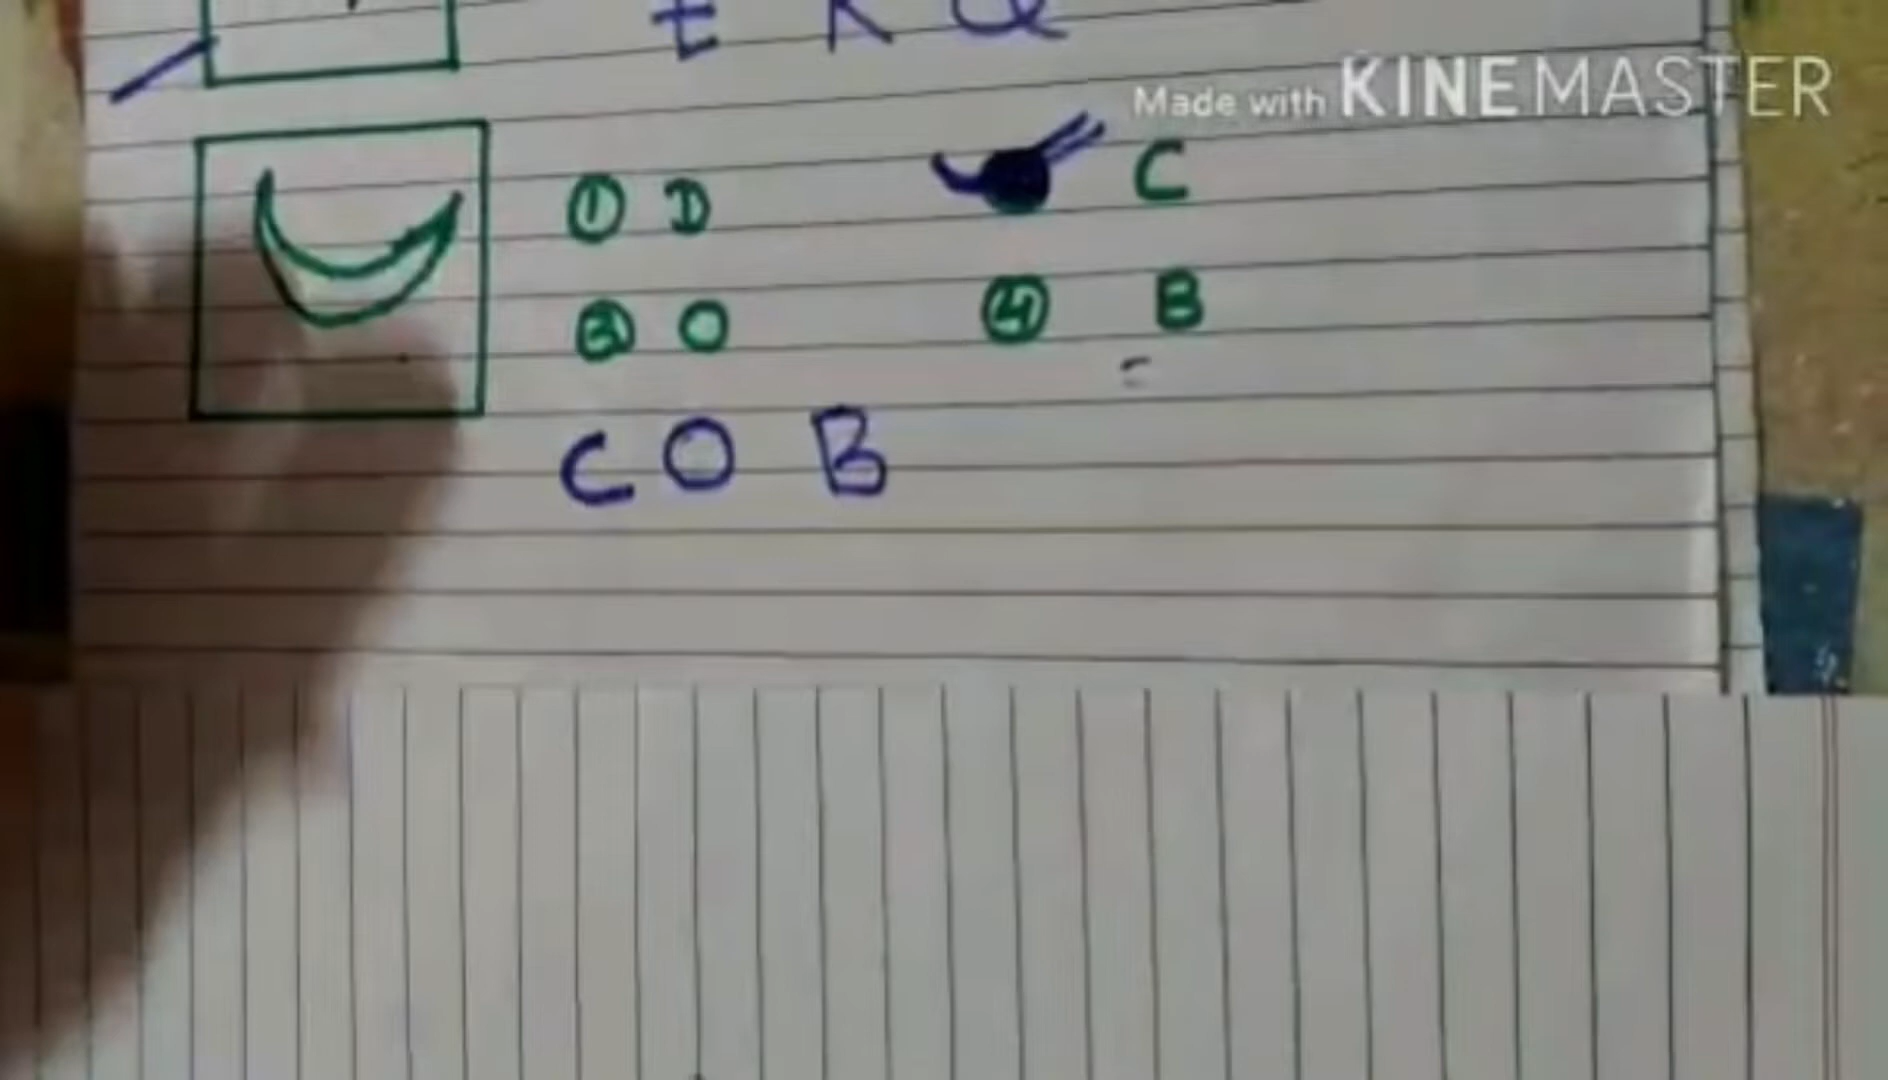 Made with KINEMASTER
① D C
③ O ④ B
C O B